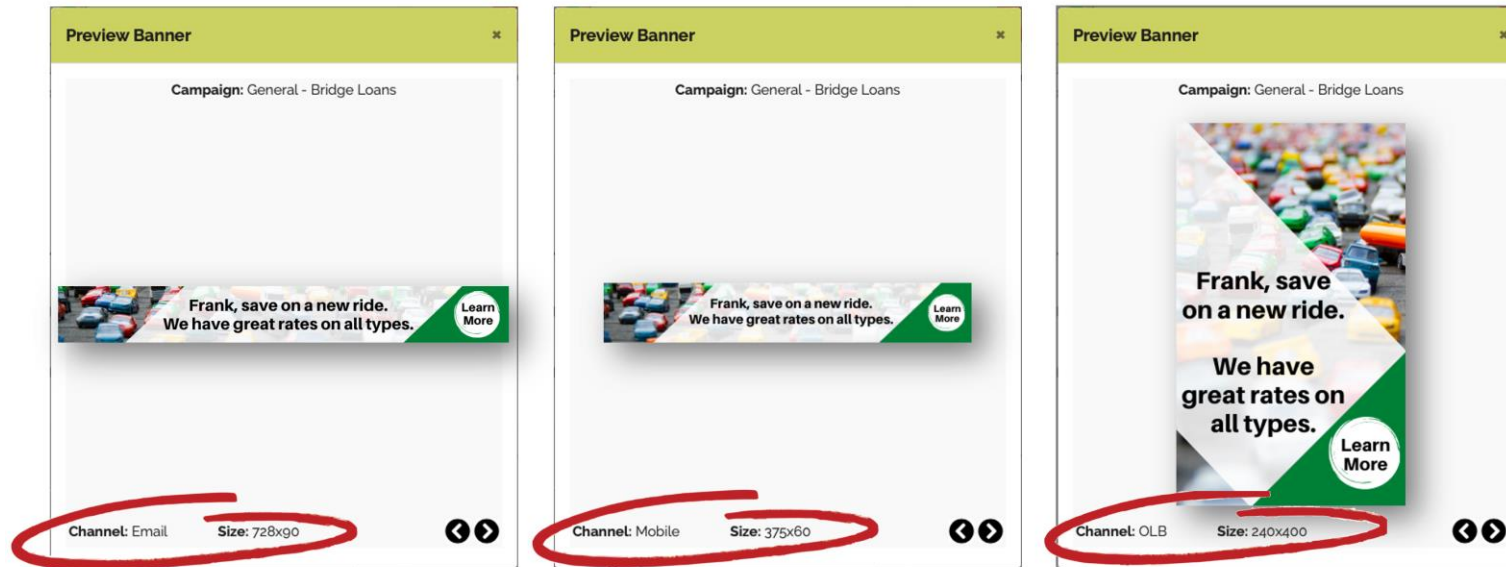 Preview Banner ×
Campaign: General - Bridge Loans
Frank, save on a new ride.
We have great rates on all types.
Learn
More
Channel: Email Size: 728x90
Preview Banner ×
Campaign: General - Bridge Loans
Frank, save on a new ride.
We have great rates on all types.
Learn
More
Channel: Mobile Size: 375x60
Preview Banner ×
Campaign: General - Bridge Loans
Frank, save
on a new ride.
We have
great rates on
all types.
Learn
More
Channel: OLB Size: 240x400